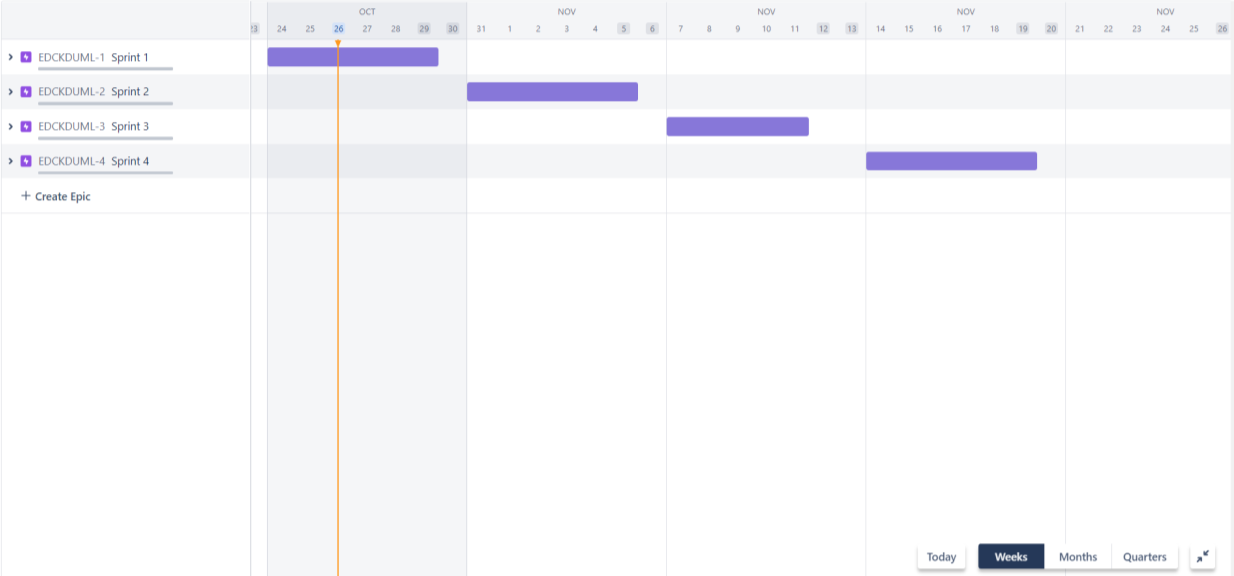 OCT NOV NOV NOV NOV
23 24 25 26 27 28 29 30 31 1 2 3 4 5 6 7 8 9 10 11 12 13 14 15 16 17 18 19 20 21 22 23 24 25 26
EDCKDUML-1 Sprint 1
EDCKDUML-2 Sprint 2
EDCKDUML-3 Sprint 3
EDCKDUML-4 Sprint 4
+ Create Epic
Today Weeks Months Quarters